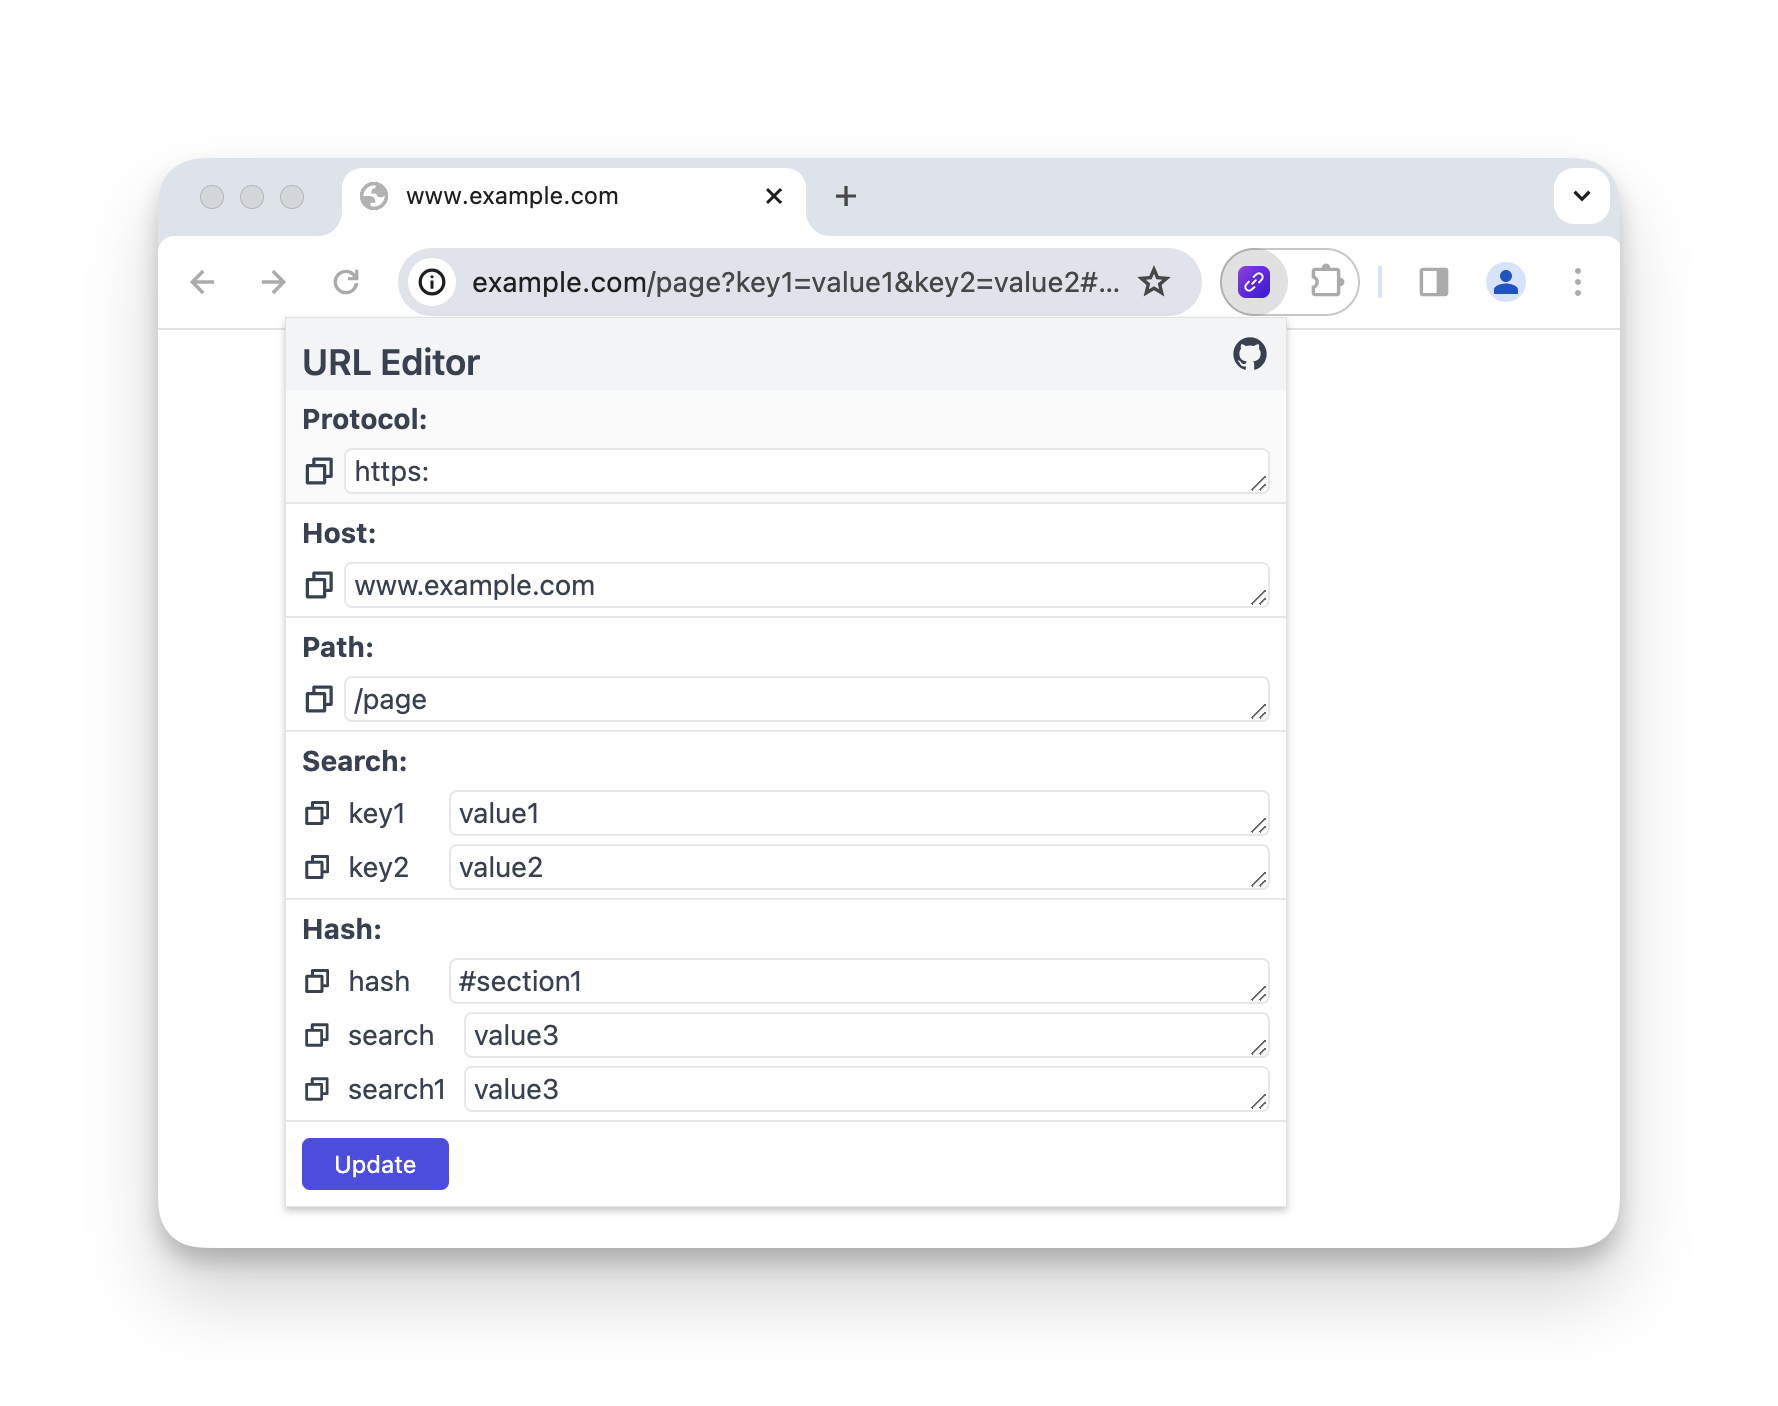 www.example.com
example.com/page?key1=value1&key2=value2#...
URL Editor
Protocol:
https:
Host:
www.example.com
Path:
/page
Search:
key1 value1
key2 value2
Hash:
hash #section1
search value3
search1 value3
Update